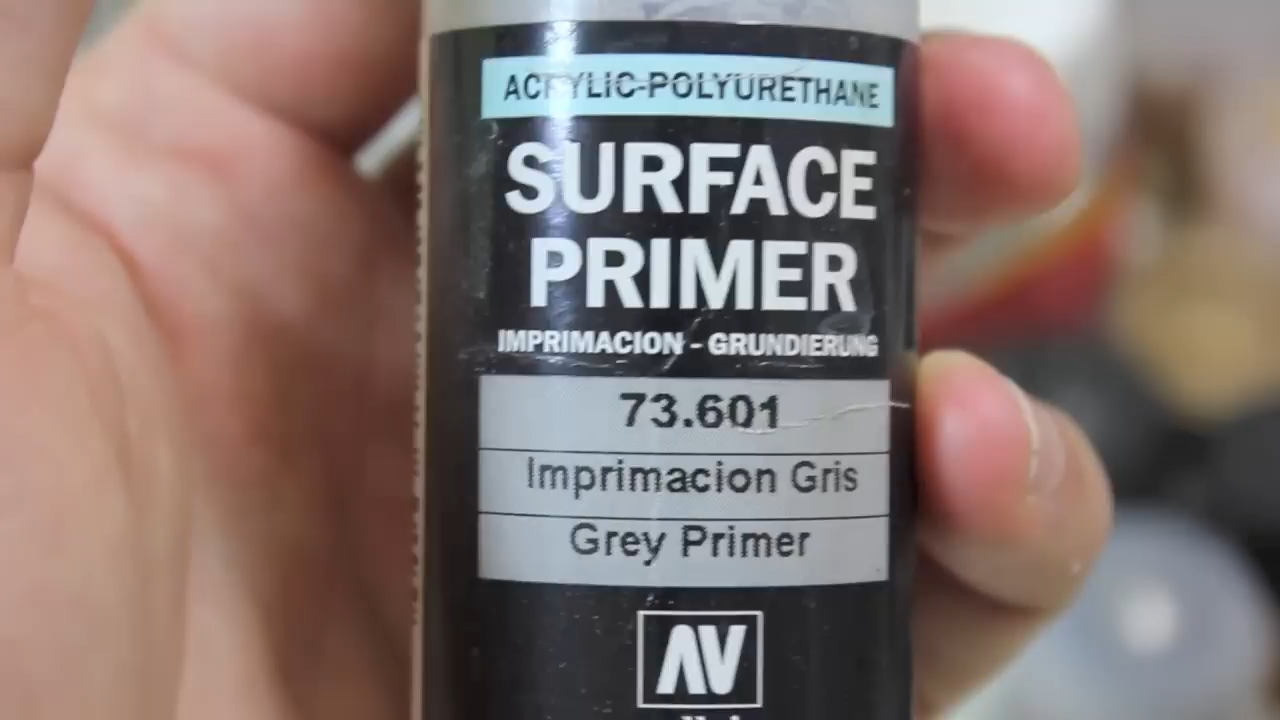 ACRYLIC-POLYURETHANE
SURFACE
PRIMER
IMPRIMACION - GRUNDIERUNG
73.601
Imprimacion Gris
Grey Primer
AV